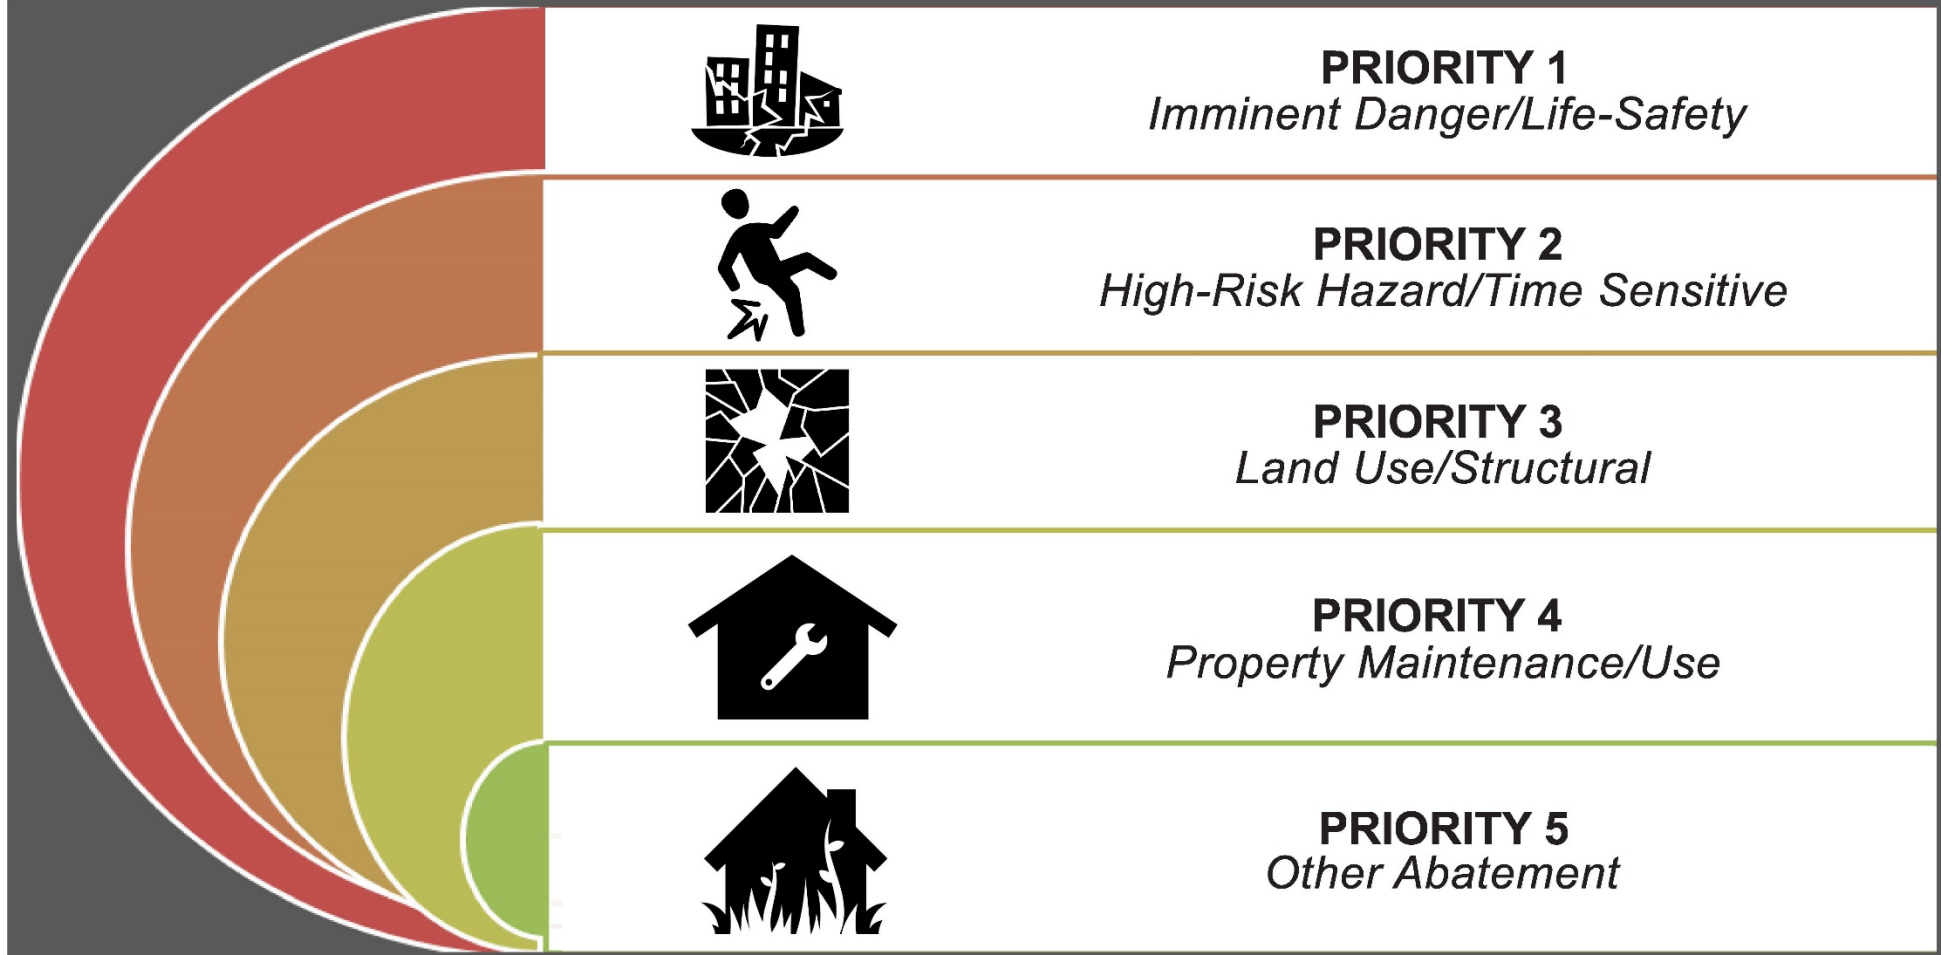 PRIORITY 1
Imminent Danger/Life-Safety
PRIORITY 2
High-Risk Hazard/Time Sensitive
PRIORITY 3
Land Use/Structural
PRIORITY 4
Property Maintenance/Use
PRIORITY 5
Other Abatement